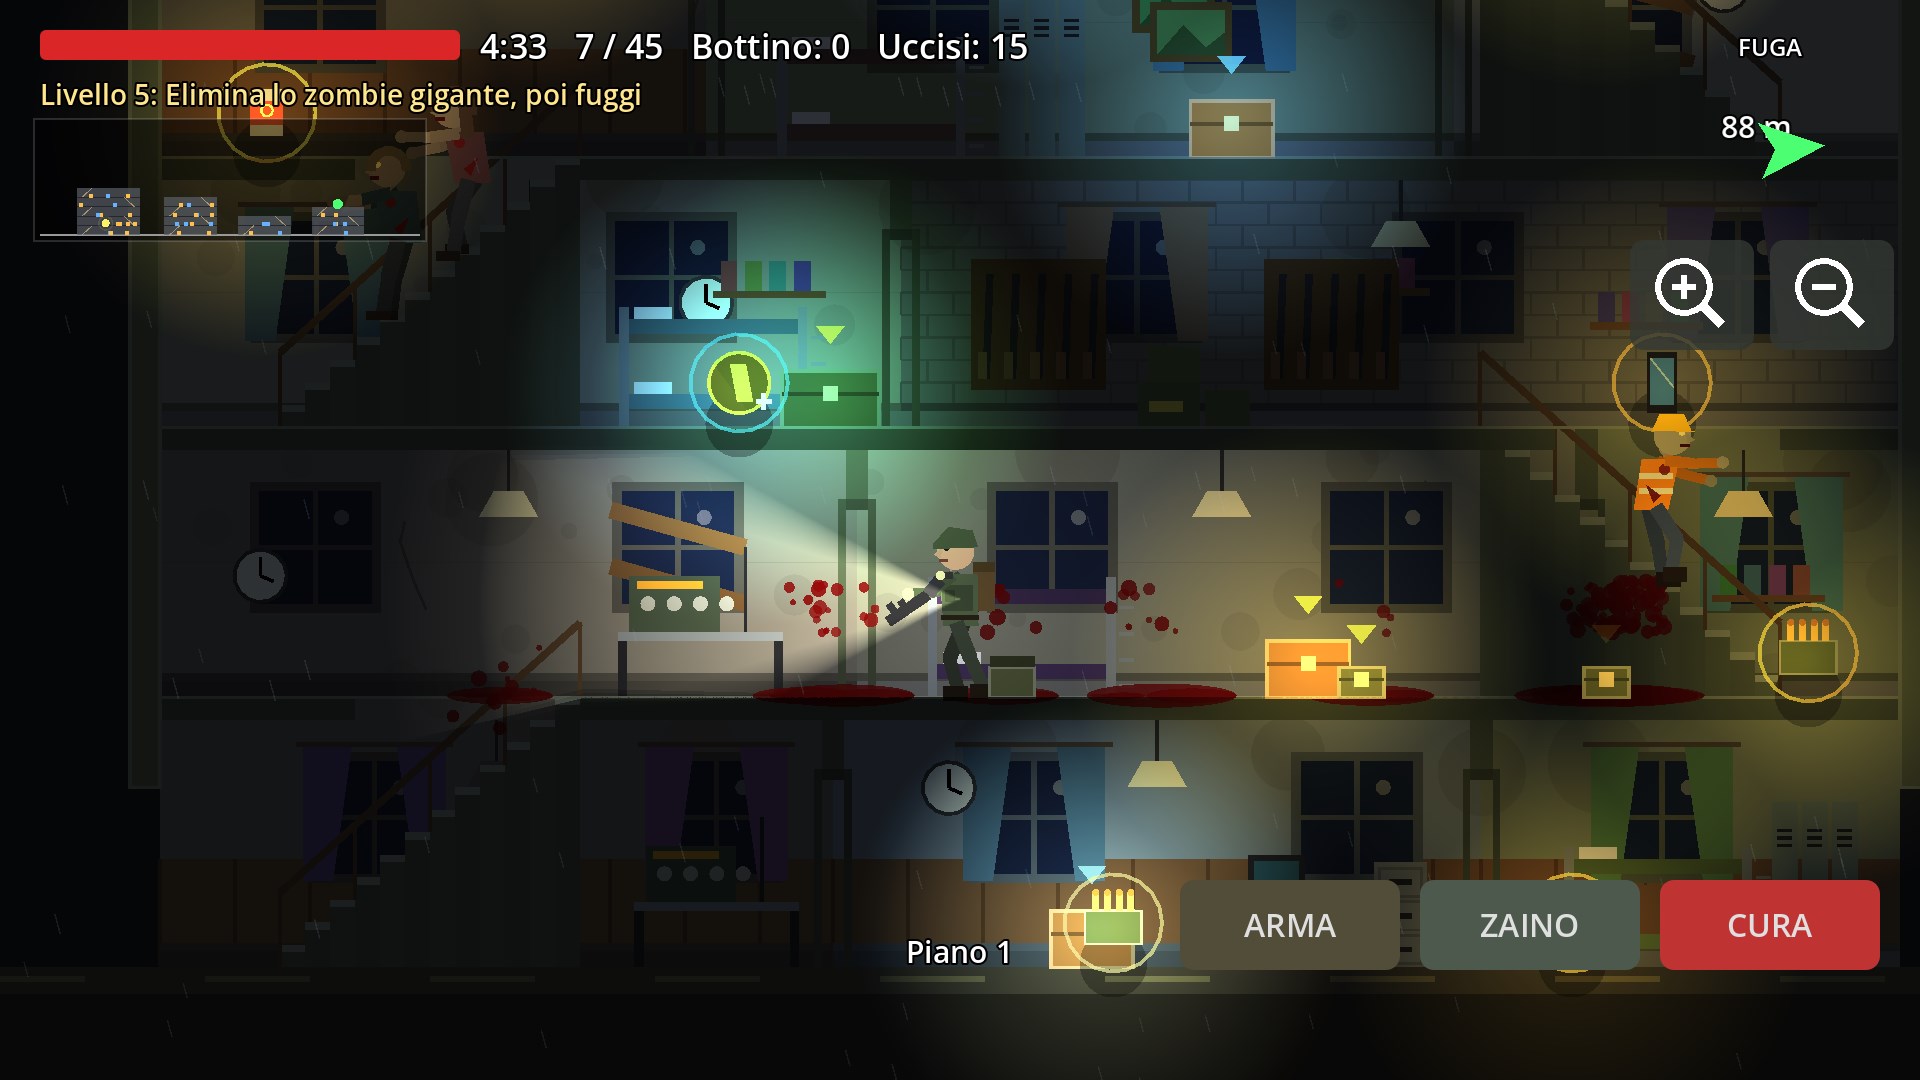 4:33 7 / 45 Bottino: 0 Uccisi: 15
FUGA
Livello 5: Elimina lo zombie gigante, poi fuggi
88 m
ARMA
ZAINO
CURA
Piano 1